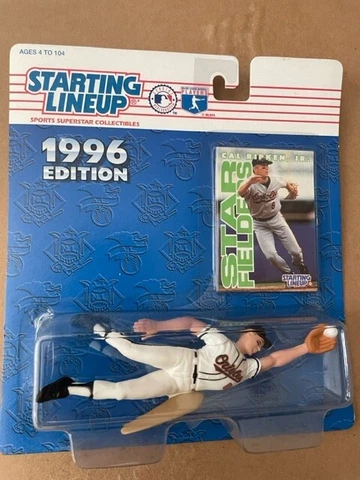 AGES 4 TO 104
STARTING
LINEUP
SPORTS SUPERSTAR COLLECTIBLES
1996
EDITION
CAL RIPKEN, JR.
STAR
FIELDERS
STARTING
LINEUP
Orioles